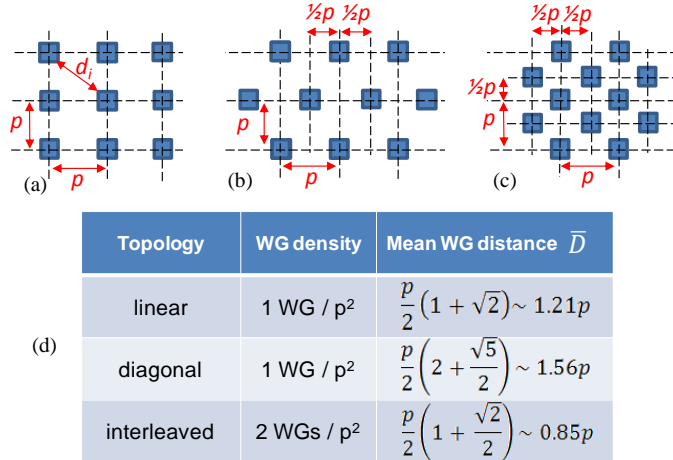 ½p ½p
½p ½p
d_i
½p
p
p
p
p
p
p
(a)
(b)
(c)
Topology WG density Mean WG distance D̅
linear 1 WG / p² p/2 (1 + √2) ~ 1.21p
(d)
diagonal 1 WG / p² p/2 (2 + √5/2) ~ 1.56p
interleaved 2 WGs / p² p/2 (1 + √2/2) ~ 0.85p